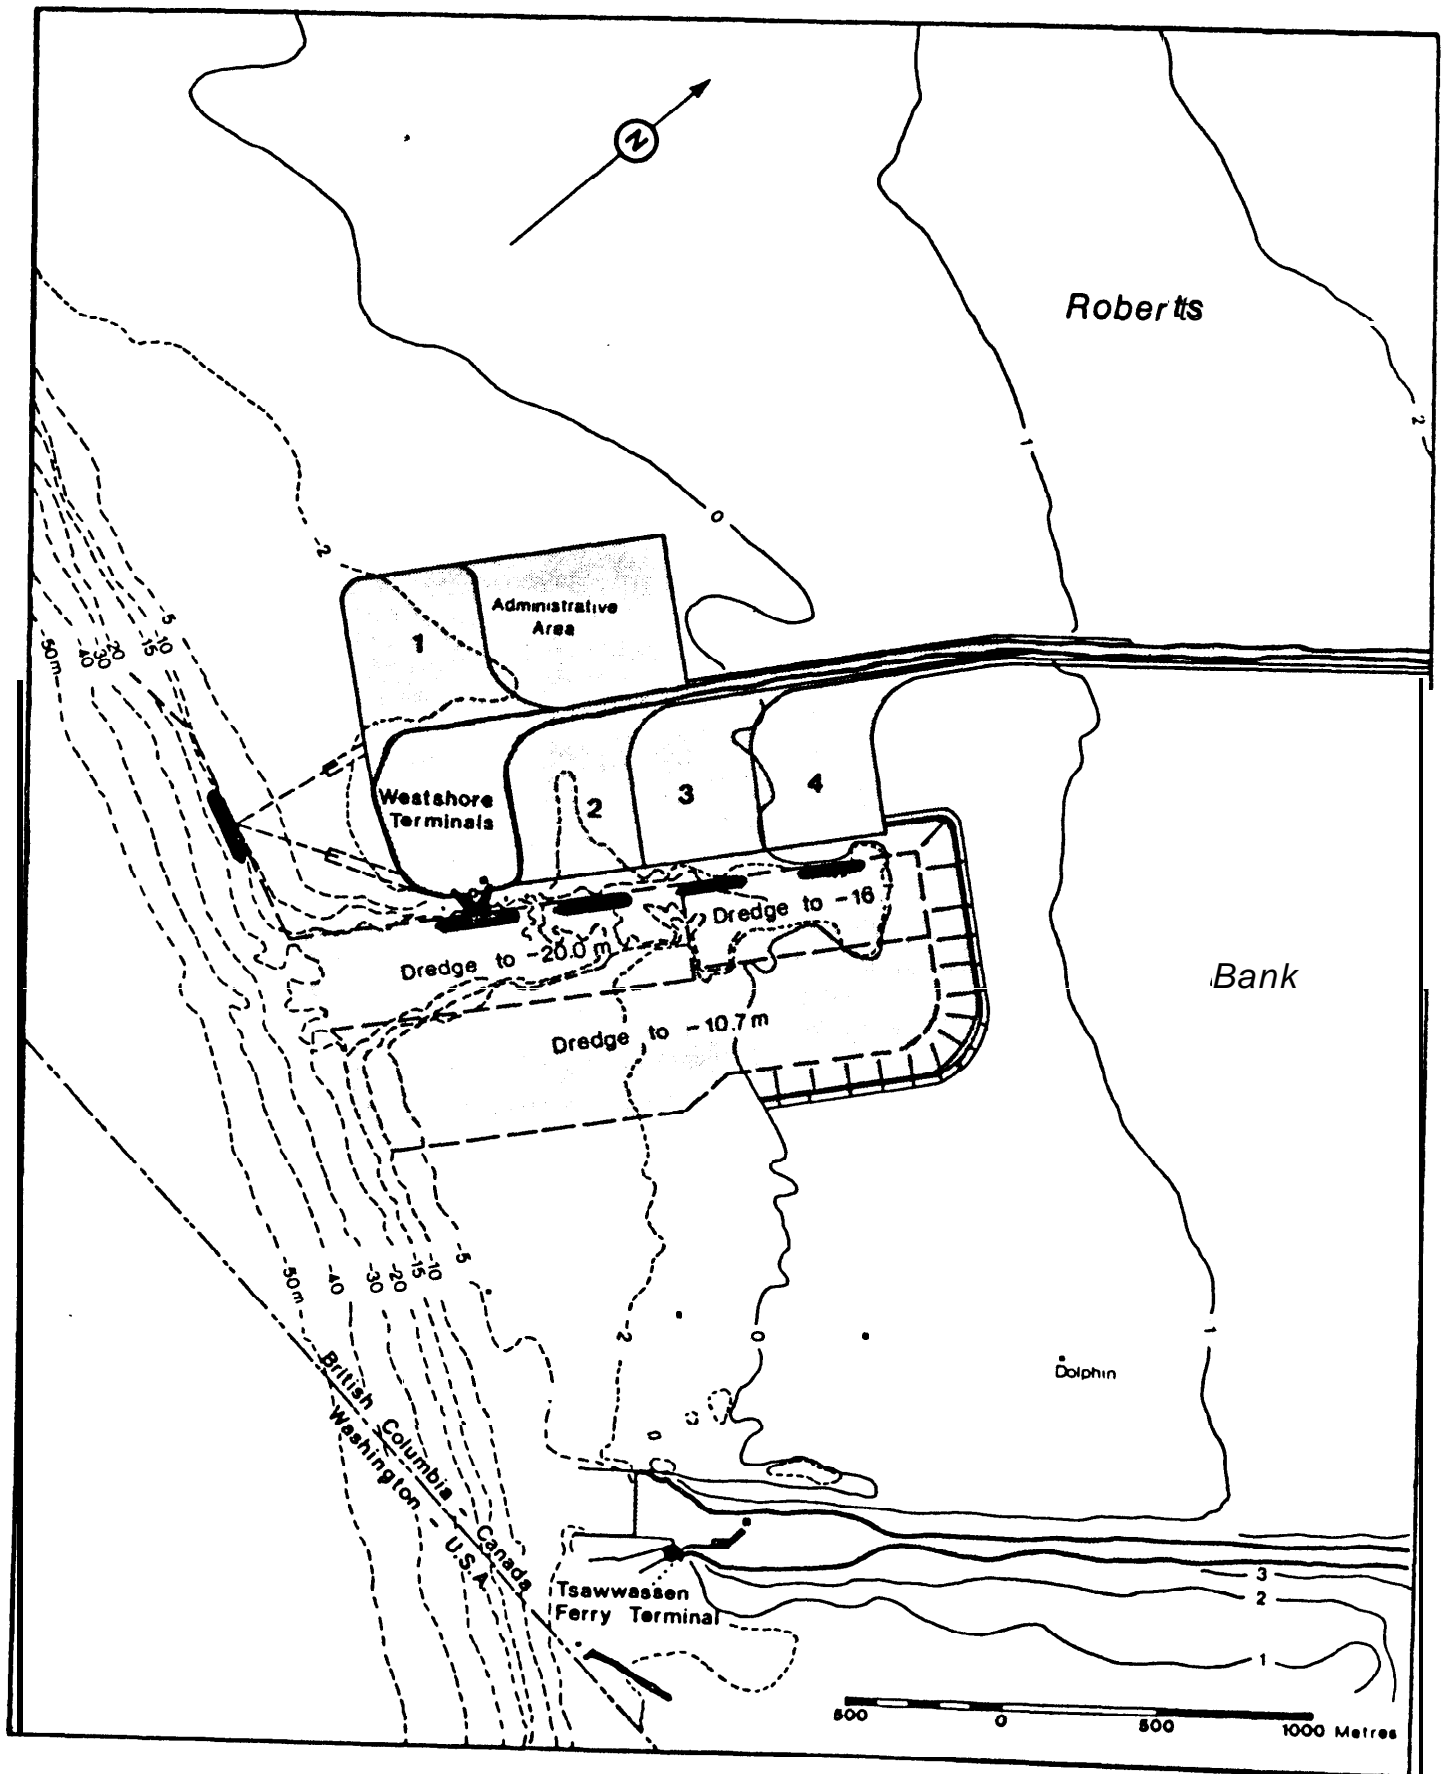 N
Roberts
2
1
0
-2
Administrative
Area
1
-5
-10
15
-20
-30
-40
-50m
Westshore
Terminals
2
3
4
Dredge to -16.7
Dredge to -20.0 m
Bank
Dredge to -10.7m
-50m
-40
-30
-20
-15
-10
-5
2
0
1
Dolphin
British Columbia - Canada
Washington - U.S.A.
Tsawwassen
Ferry Terminal
3
2
1
500
0
500
1000 Metres